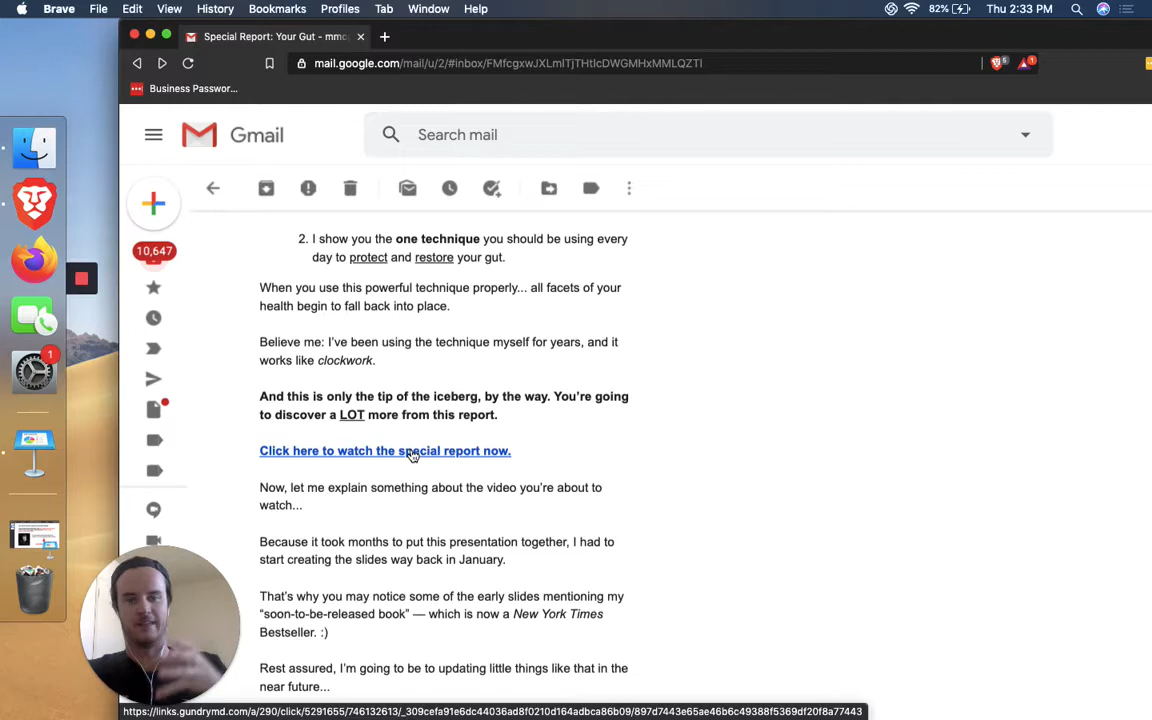 Brave File Edit View History Bookmarks Profiles Tab Window Help 82% Thu 2:33 PM
Special Report: Your Gut - mmc
mail.google.com/mail/u/2/#inbox/FMfcgxwJXLmlTjTHtlcDWGMHxMMLQZTl 5 1
Business Passwor...
Gmail Search mail
10,647
2. I show you the one technique you should be using every
day to protect and restore your gut.
When you use this powerful technique properly... all facets of your
health begin to fall back into place.
Believe me: I've been using the technique myself for years, and it
works like clockwork.
1
And this is only the tip of the iceberg, by the way. You're going
to discover a LOT more from this report.
Click here to watch the special report now.
Now, let me explain something about the video you're about to
watch...
Because it took months to put this presentation together, I had to
start creating the slides way back in January.
That's why you may notice some of the early slides mentioning my
“soon-to-be-released book” — which is now a New York Times
Bestseller. :)
Rest assured, I'm going to be to updating little things like that in the
near future...
https://links.gundrymd.com/a/290/click/5291655/746132613/_309cefa91e6dc44036ad8f0210d164adbca86b09/897d7443e65ae46b6c49388f5369df20f8a77443